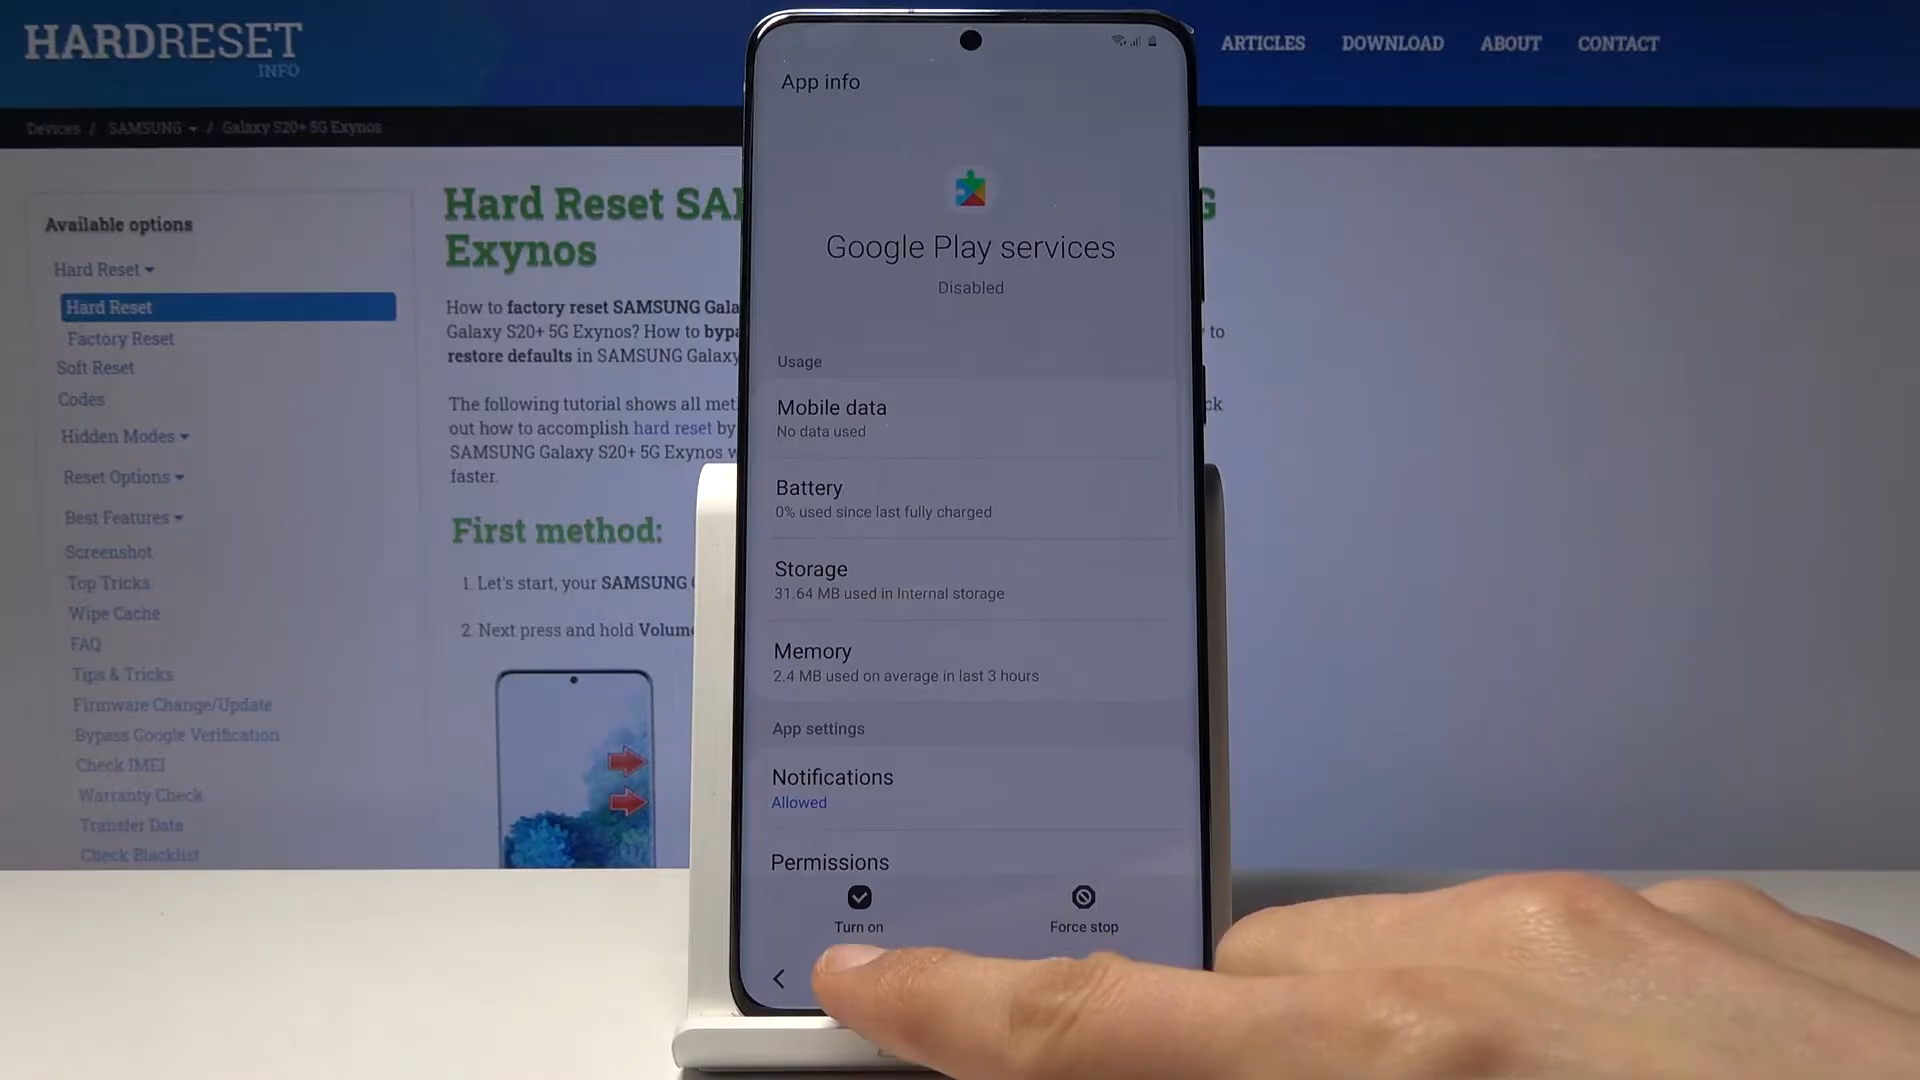 HARDRESET
.INFO
ARTICLES DOWNLOAD ABOUT CONTACT
Devices / SAMSUNG / Galaxy S20+ 5G Exynos
Available options
Hard Reset
Hard Reset
Factory Reset
Soft Reset
Codes
Hidden Modes
Reset Options
Best Features
Screenshot
Top Tricks
Wipe Cache
FAQ
Tips & Tricks
Firmware Change/Update
Bypass Google Verification
Check IMEI
Warranty Check
Transfer Data
Check Blacklist
Hard Reset SA
G
Exynos
How to factory reset SAMSUNG Gala
Galaxy S20+ 5G Exynos? How to bypa
to
restore defaults in SAMSUNG Galaxy
The following tutorial shows all met
ck
out how to accomplish hard reset by
SAMSUNG Galaxy S20+ 5G Exynos w
faster.
First method:
1. Let's start, your SAMSUNG
2. Next press and hold Volume
App info
Google Play services
Disabled
Usage
Mobile data
No data used
Battery
0% used since last fully charged
Storage
31.64 MB used in Internal storage
Memory
2.4 MB used on average in last 3 hours
App settings
Notifications
Allowed
Permissions
Turn on
Force stop